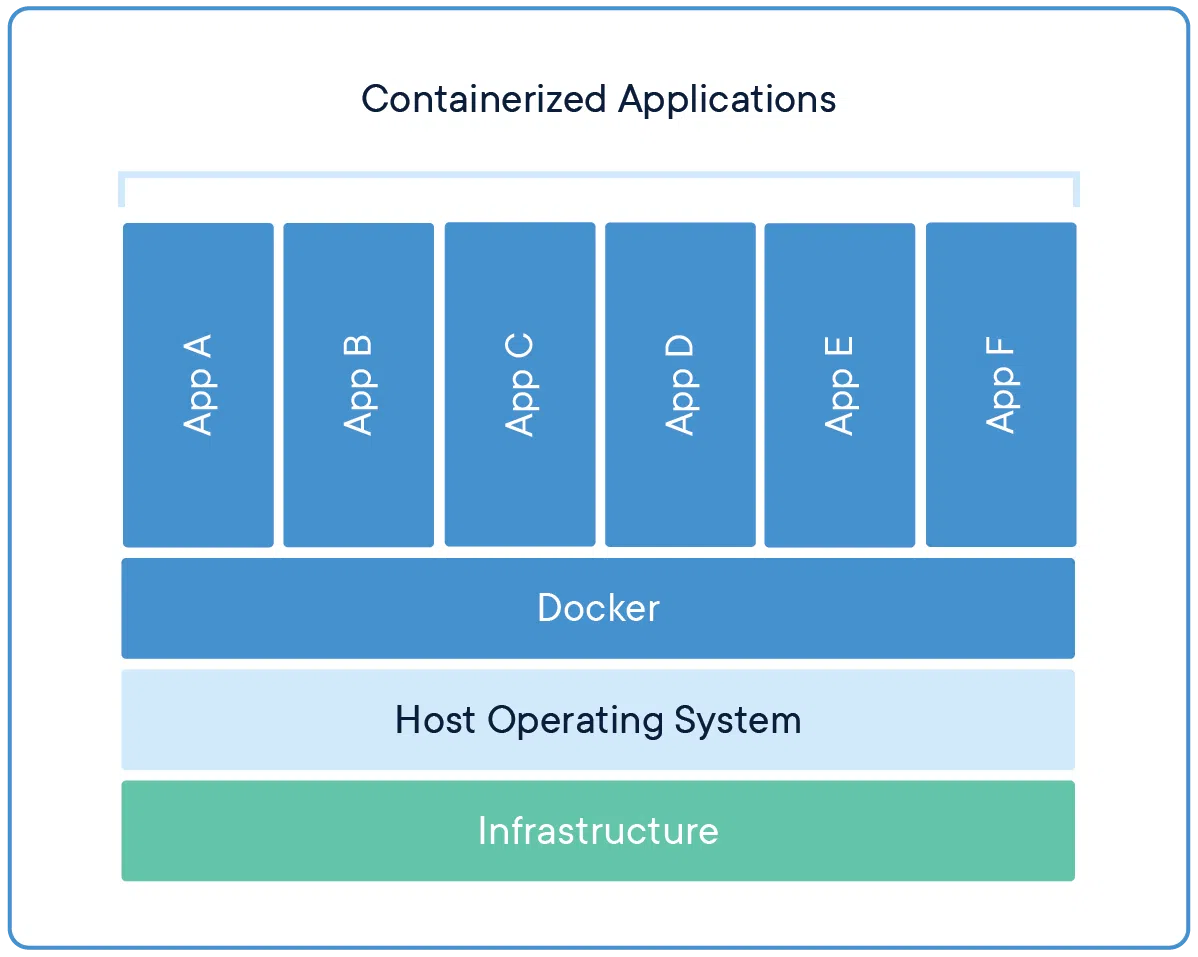 Containerized Applications
App A
App B
App C
App D
App E
App F
Docker
Host Operating System
Infrastructure